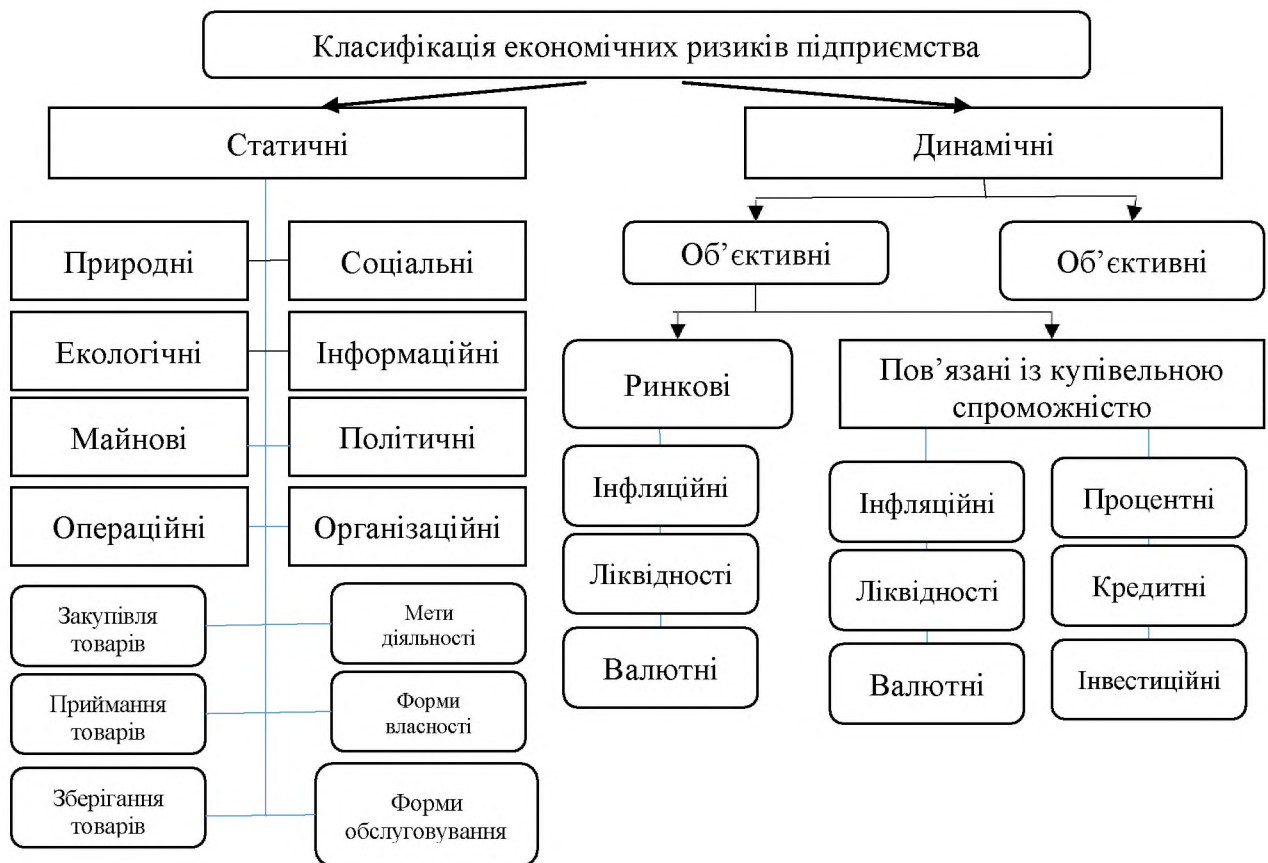 Класифікація економічних ризиків підприємства
Статичні
Динамічні
Природні
Соціальні
Екологічні
Інформаційні
Майнові
Політичні
Операційні
Організаційні
Закупівля
товарів
Мети
діяльності
Приймання
товарів
Форми
власності
Зберігання
товарів
Форми
обслуговування
Об’єктивні
Об’єктивні
Ринкові
Пов’язані із купівельною
спроможністю
Інфляційні
Ліквідності
Валютні
Інфляційні
Ліквідності
Валютні
Процентні
Кредитні
Інвестиційні